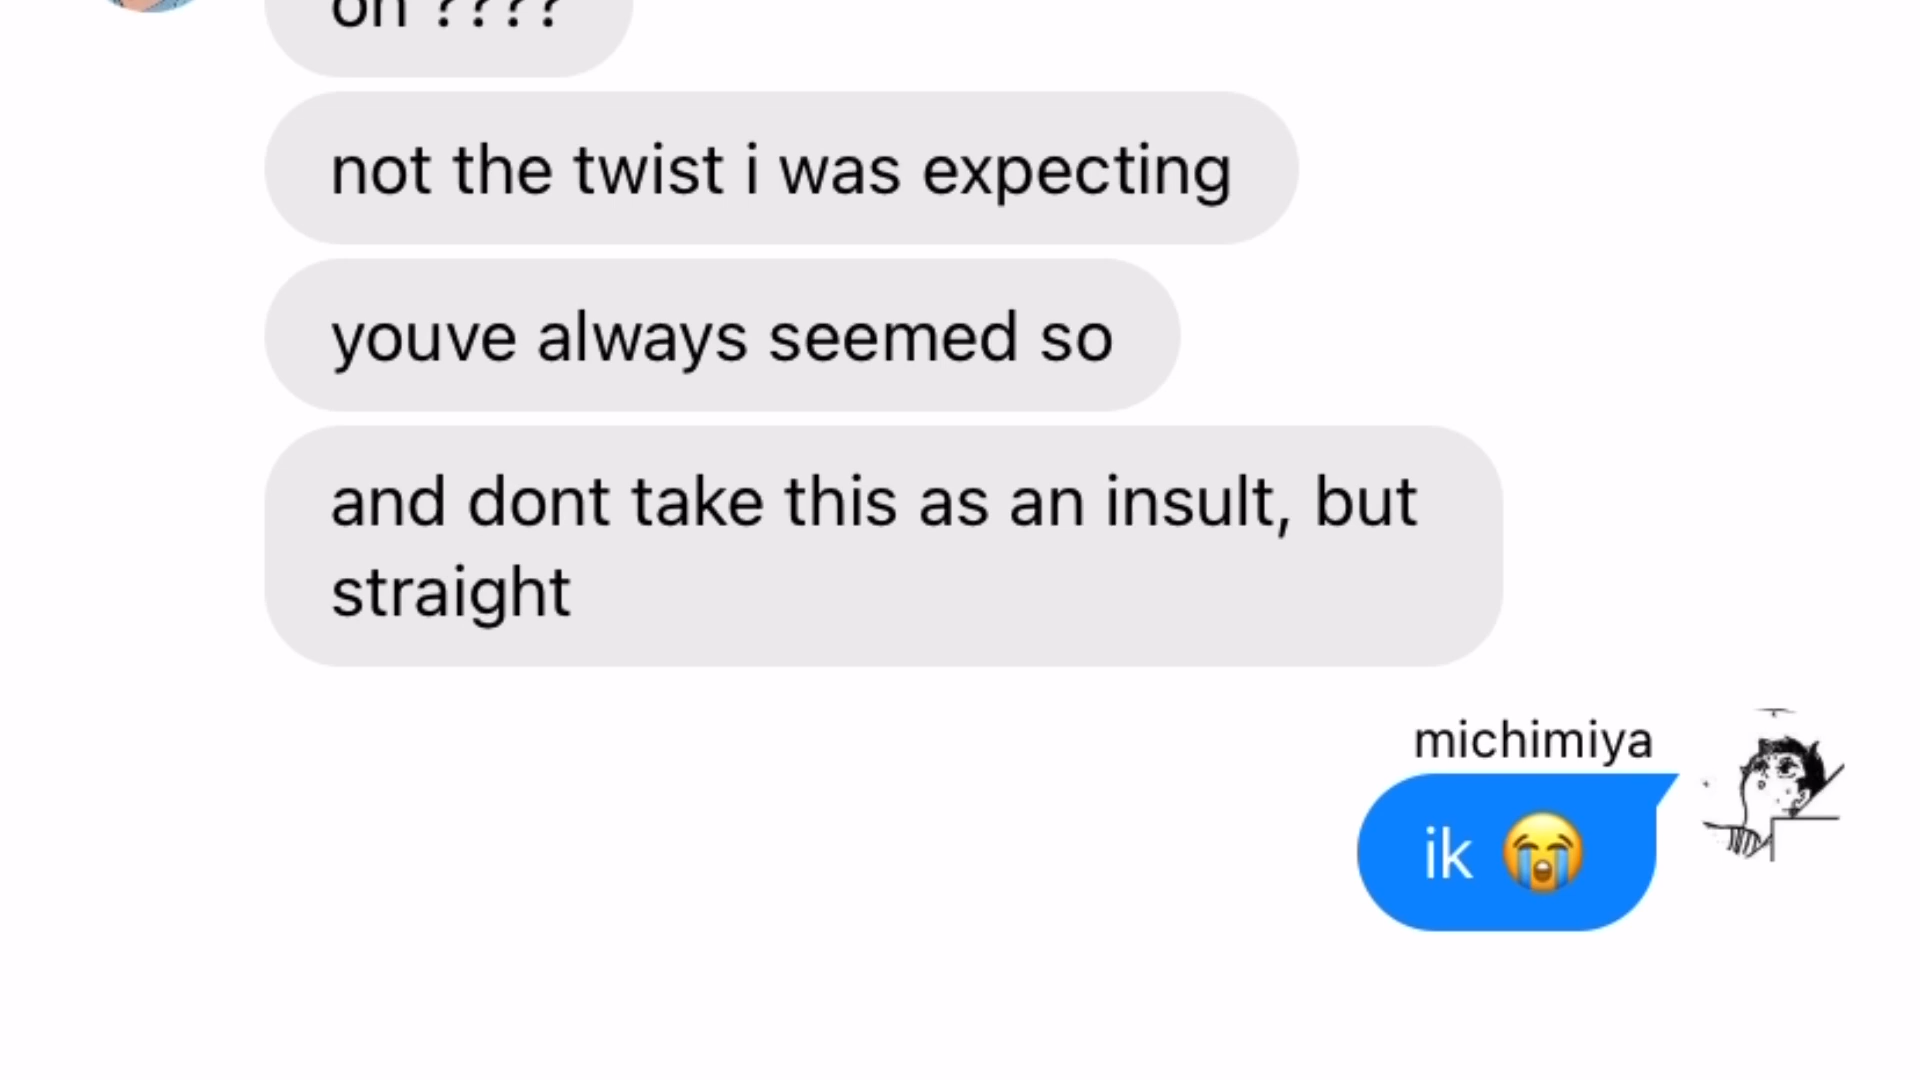 oh ????
not the twist i was expecting
youve always seemed so
and dont take this as an insult, but
straight
michimiya
ik 😭